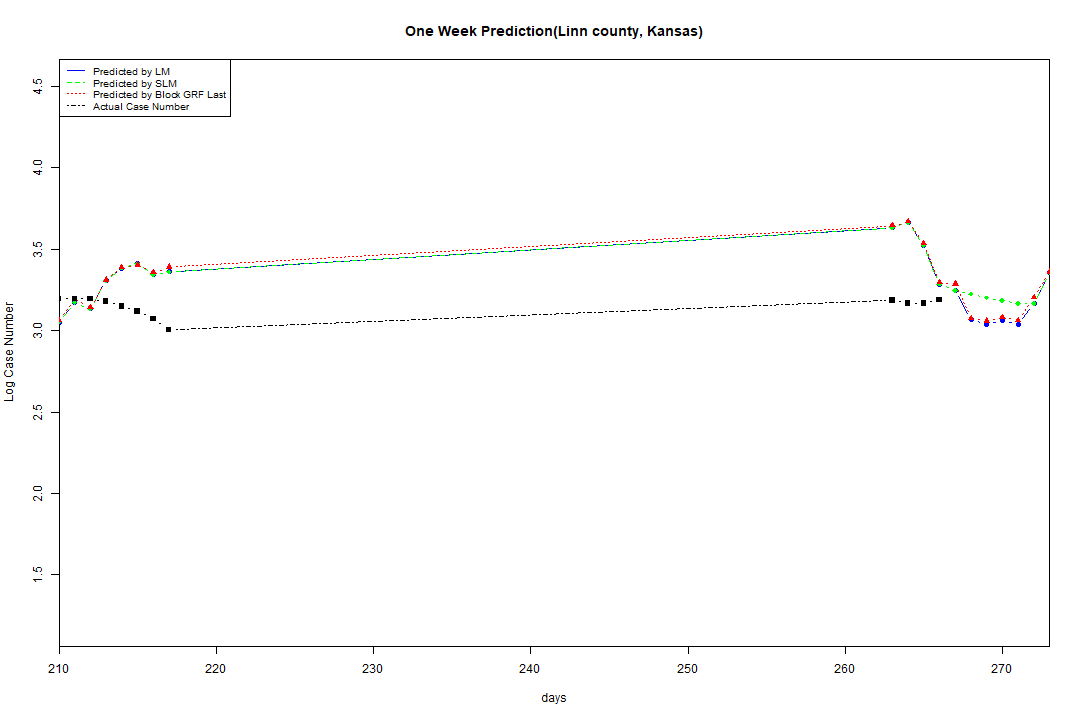 One Week Prediction(Linn county, Kansas)
Predicted by LM
Predicted by SLM
Predicted by Block GRF Last
Actual Case Number
4.5
4.0
3.5
3.0
2.5
2.0
1.5
Log Case Number
210 220 230 240 250 260 270
days